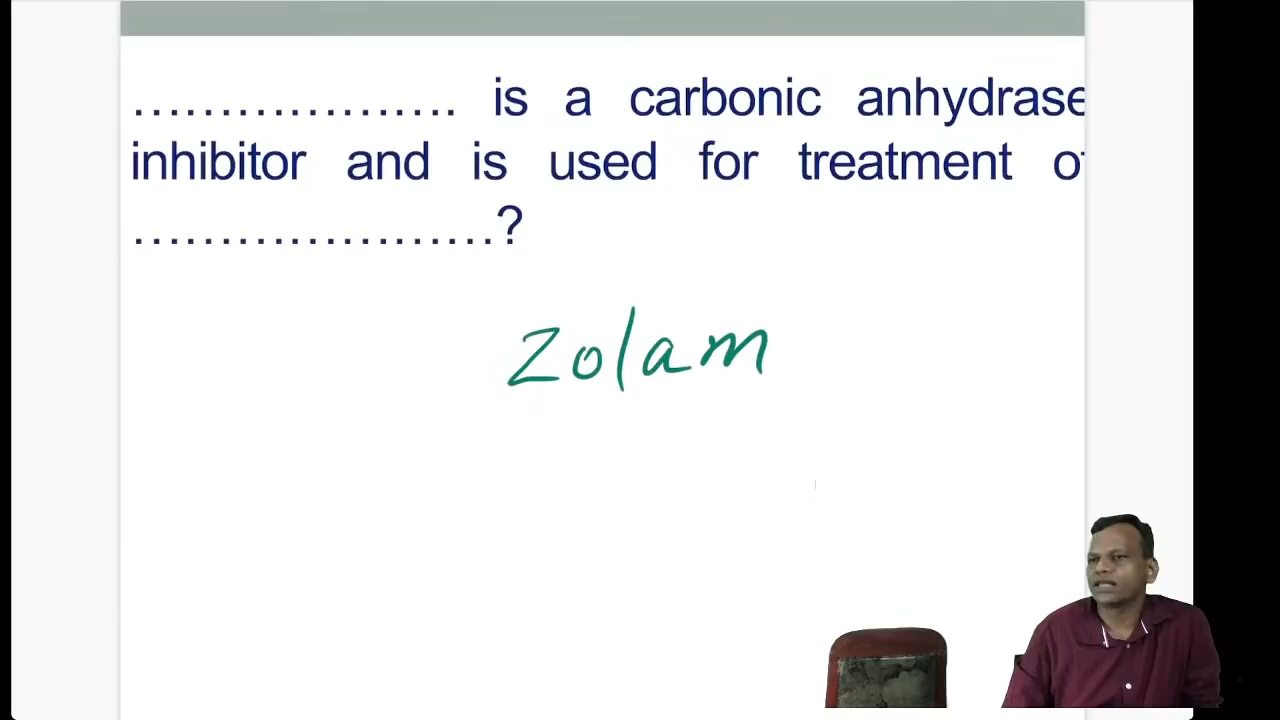 ………………. is a carbonic anhydrase
inhibitor and is used for treatment of
…………………?
Zolam